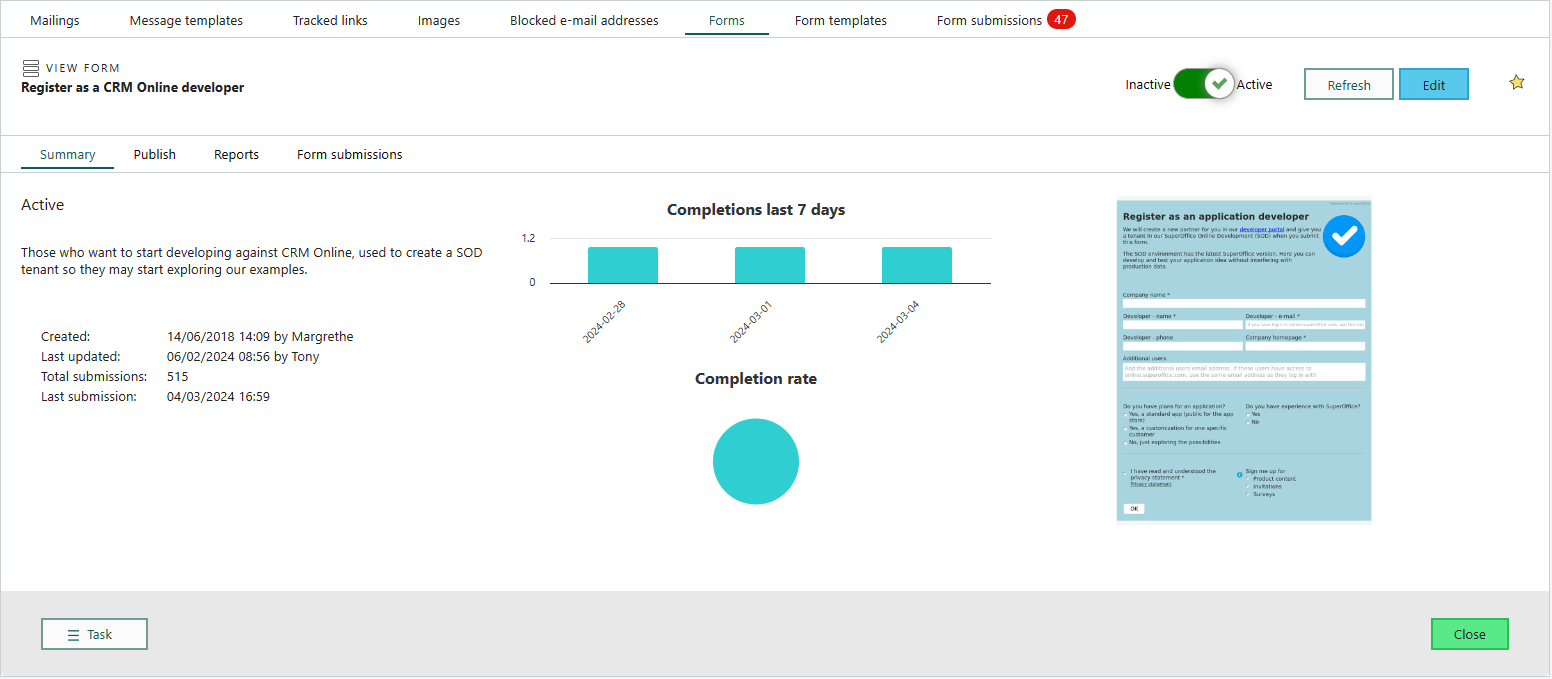 Mailings
Message templates
Tracked links
Images
Blocked e-mail addresses
Forms
Form templates
Form submissions 47
VIEW FORM
Register as a CRM Online developer
Inactive
Active
Refresh
Edit
Summary
Publish
Reports
Form submissions
Active
Those who want to start developing against CRM Online, used to create a SOD
tenant so they may start exploring our examples.
Created: 14/06/2018 14:09 by Margrethe
Last updated: 06/02/2024 08:56 by Tony
Total submissions: 515
Last submission: 04/03/2024 16:59
Completions last 7 days
1.2
0
2024-02-28
2024-03-01
2024-03-04
Completion rate
Register as an application developer
We will create a new partner for you in our developer portal and give you
a tenant in our SuperOffice Online Development (SOD) when you submit
this form.
The SOD environment has the latest SuperOffice version. Here you can
develop and test your application idea without interfering with
production data.
Company name *
Developer - name *
Developer - e-mail *
Developer - phone
Company homepage *
Additional users
Add the additional users email address. If these users have access to
online.superoffice.com, use the same email address as they log in with
Do you have plans for an application?
Yes, a standard app (public for the app
store)
Yes, a customization for one specific
customer
No, just exploring the possibilities
Do you have experience with SuperOffice?
Yes
No
I have read and understood the
privacy statement *
Privacy statement
Sign me up for
Product content
Invitations
Surveys
OK
Task
Close